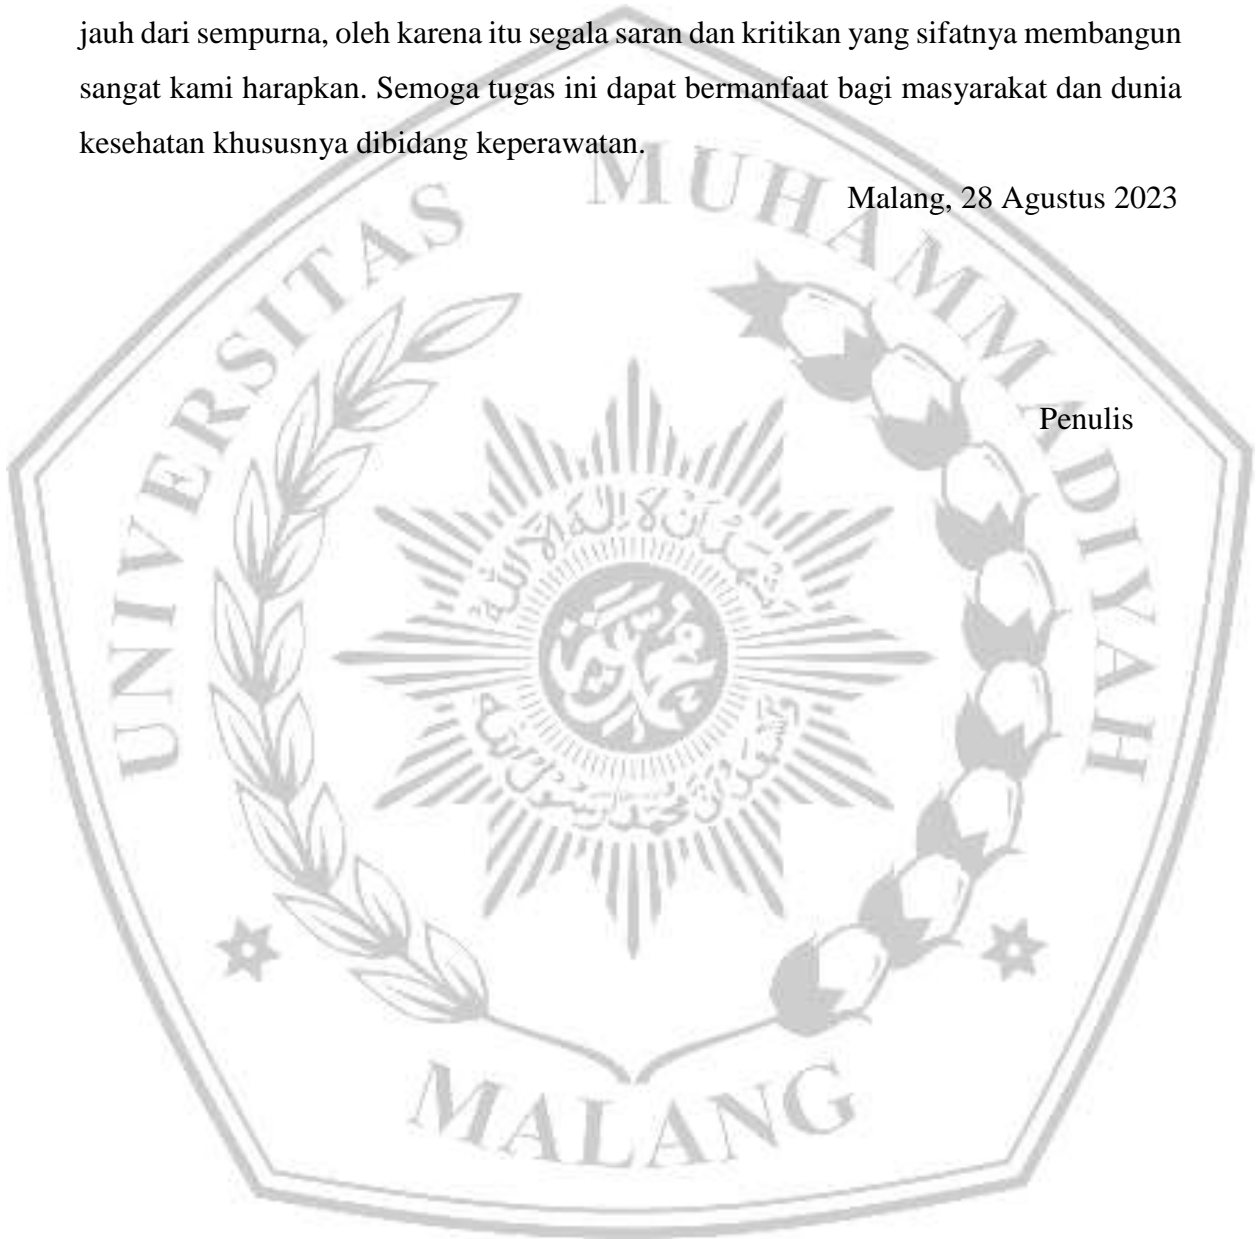 jauh dari sempurna, oleh karena itu segala saran dan kritikan yang sifatnya membangun
sangat kami harapkan. Semoga tugas ini dapat bermanfaat bagi masyarakat dan dunia
kesehatan khususnya dibidang keperawatan.
Malang, 28 Agustus 2023
Penulis
UNIVERSITAS MUHAMMADIYAH
MALANG